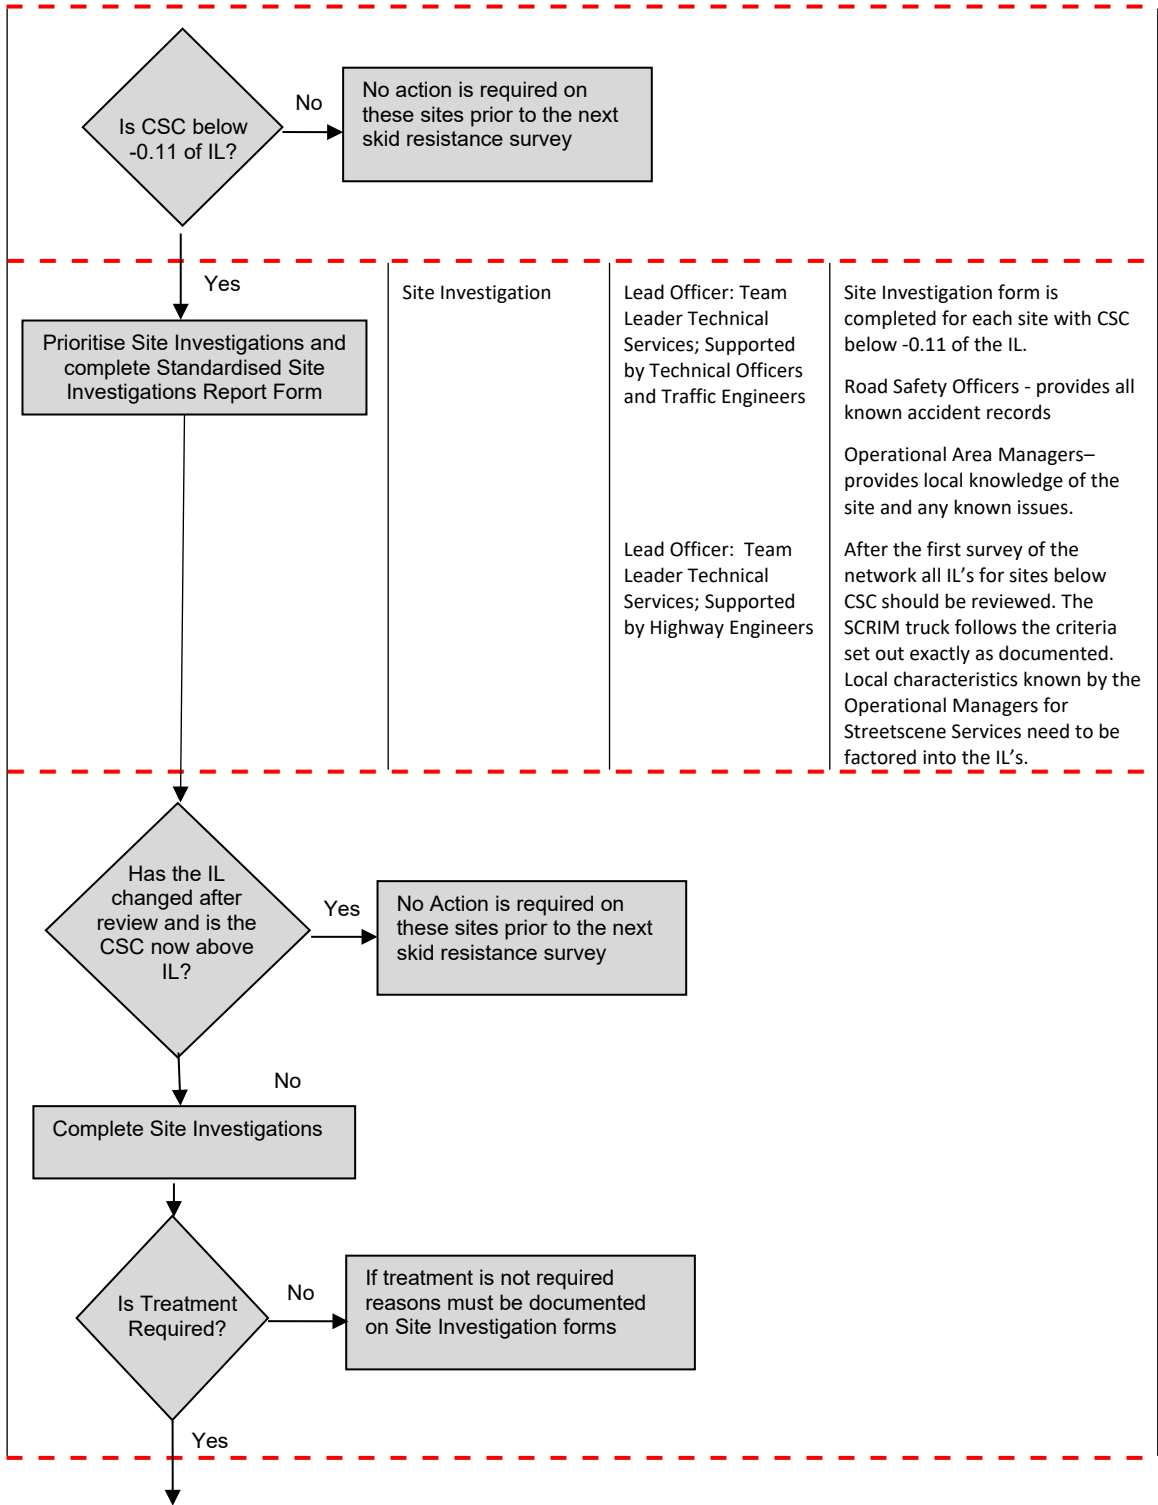 Is CSC below
-0.11 of IL?
No
No action is required on
these sites prior to the next
skid resistance survey
Yes
Prioritise Site Investigations and
complete Standardised Site
Investigations Report Form
Site Investigation
Lead Officer: Team
Leader Technical
Services; Supported
by Technical Officers
and Traffic Engineers
Lead Officer:  Team
Leader Technical
Services; Supported
by Highway Engineers
Site Investigation form is
completed for each site with CSC
below -0.11 of the IL.
Road Safety Officers - provides all
known accident records
Operational Area Managers–
provides local knowledge of the
site and any known issues.
After the first survey of the
network all IL’s for sites below
CSC should be reviewed. The
SCRIM truck follows the criteria
set out exactly as documented.
Local characteristics known by the
Operational Managers for
Streetscene Services need to be
factored into the IL’s.
Has the IL
changed after
review and is the
CSC now above
IL?
Yes
No Action is required on
these sites prior to the next
skid resistance survey
No
Complete Site Investigations
Is Treatment
Required?
No
If treatment is not required
reasons must be documented
on Site Investigation forms
Yes